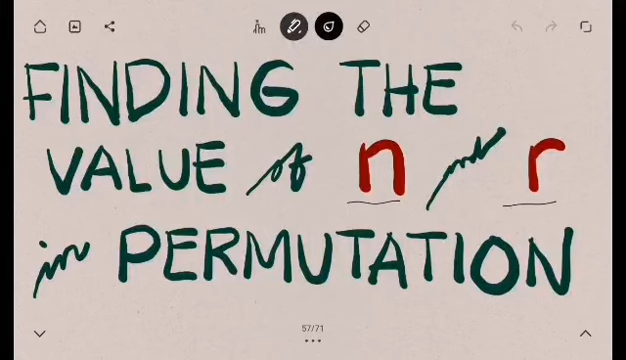 FINDING THE
VALUE of n and r
in PERMUTATION
57/71